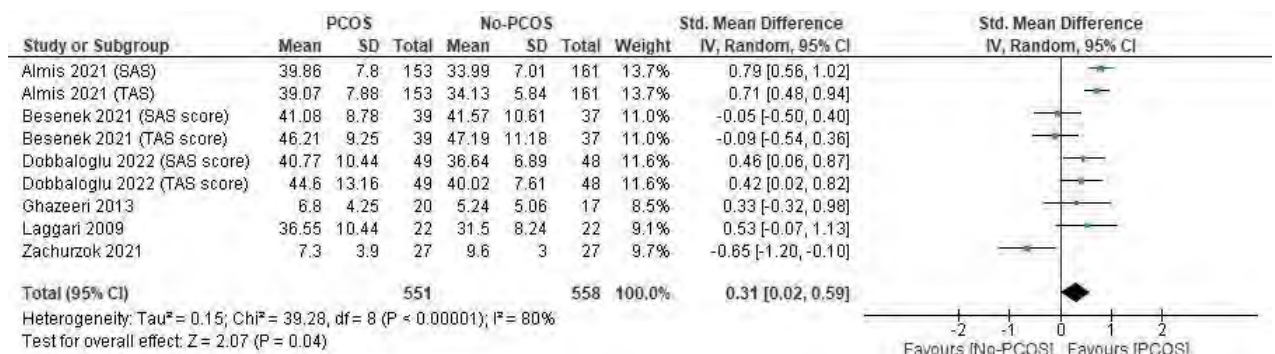 PCOS No-PCOS Std. Mean Difference Std. Mean Difference
Study or Subgroup Mean SD Total Mean SD Total Weight IV, Random, 95% CI IV, Random, 95% CI
Almis 2021 (SAS) 39.86 7.8 153 33.99 7.01 161 13.7% 0.79 [0.56, 1.02]
Almis 2021 (TAS) 39.07 7.88 153 34.13 5.84 161 13.7% 0.71 [0.48, 0.94]
Besenek 2021 (SAS score) 41.08 8.78 39 41.57 10.61 37 11.0% -0.05 [-0.50, 0.40]
Besenek 2021 (TAS score) 46.21 9.25 39 47.19 11.18 37 11.0% -0.09 [-0.54, 0.36]
Dobbaloglu 2022 (SAS score) 40.77 10.44 49 36.64 6.89 48 11.6% 0.46 [0.06, 0.87]
Dobbaloglu 2022 (TAS score) 44.6 13.16 49 40.02 7.61 48 11.6% 0.42 [0.02, 0.82]
Ghazeeri 2013 6.8 4.25 20 5.24 5.06 17 8.5% 0.33 [-0.32, 0.98]
Laggari 2009 36.55 10.44 22 31.5 8.24 22 9.1% 0.53 [-0.07, 1.13]
Zachurzok 2021 7.3 3.9 27 9.6 3 27 9.7% -0.65 [-1.20, -0.10]
Total (95% CI) 551 558 100.0% 0.31 [0.02, 0.59]
Heterogeneity: Tau² = 0.15; Chi² = 39.28, df = 8 (P < 0.00001); I² = 80%
Test for overall effect: Z = 2.07 (P = 0.04)
-2 -1 0 1 2
Favours [No-PCOS] Favours [PCOS]